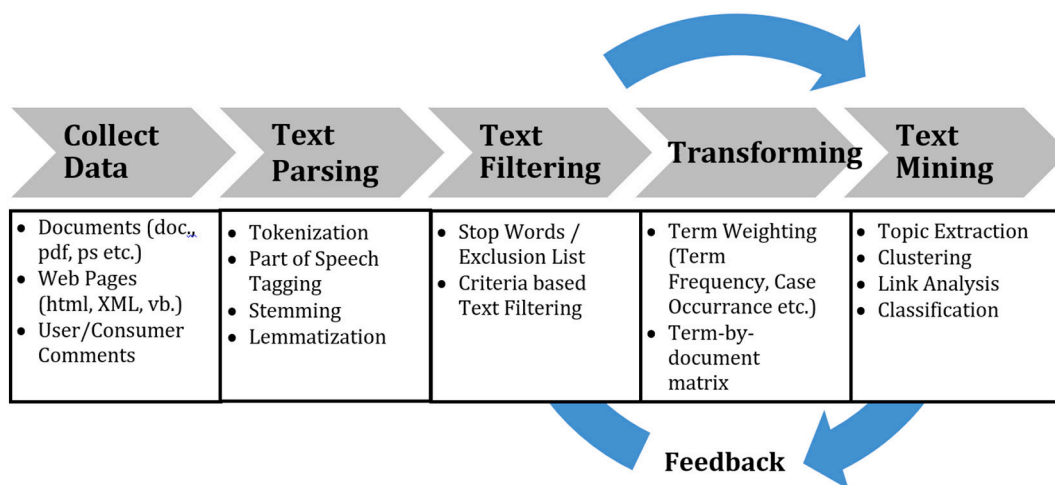 Collect
Data
Text
Parsing
Text
Filtering
Transforming
Text
Mining
• Documents (doc.,
pdf, ps etc.)
• Web Pages
(html, XML, vb.)
• User/Consumer
Comments
• Tokenization
• Part of Speech
Tagging
• Stemming
• Lemmatization
• Stop Words /
Exclusion List
• Criteria based
Text Filtering
• Term Weighting
(Term
Frequency, Case
Occurrance etc.)
• Term-by-
document
matrix
• Topic Extraction
• Clustering
• Link Analysis
• Classification
Feedback